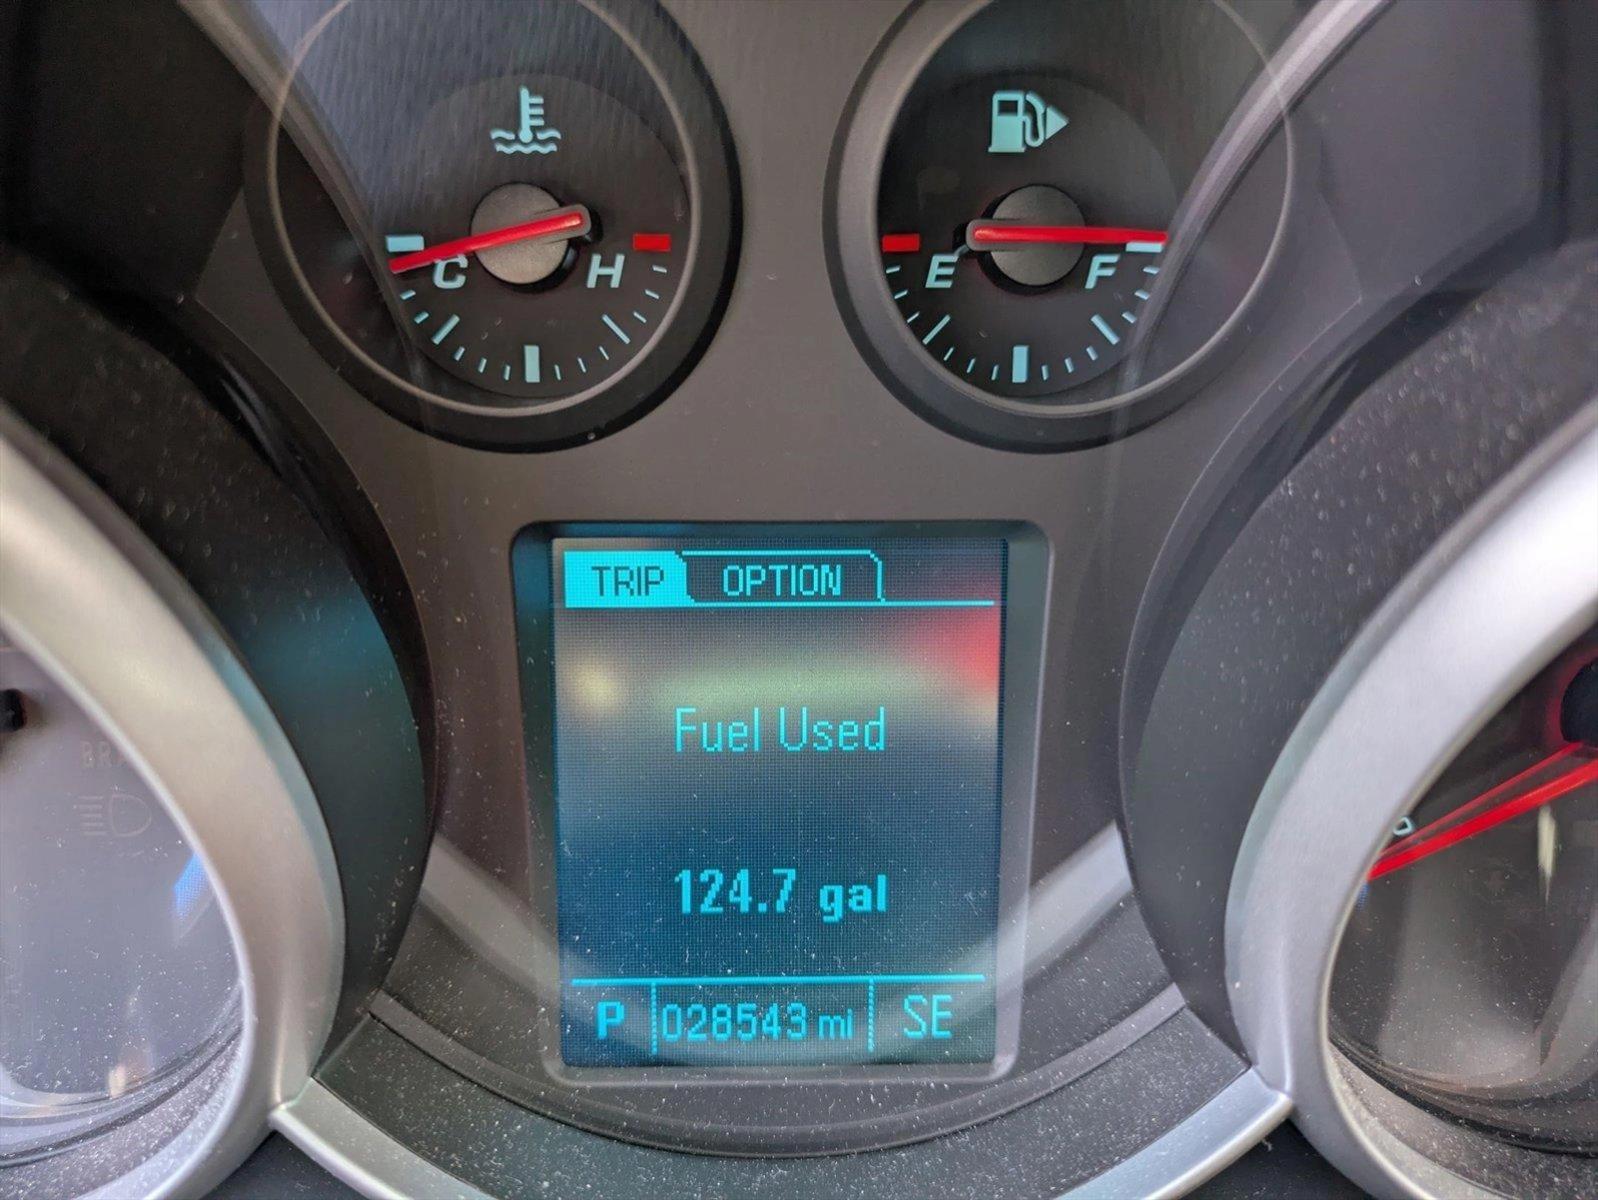 C H
E F
TRIP OPTION
Fuel Used
124.7 gal
P 028543 mi SE